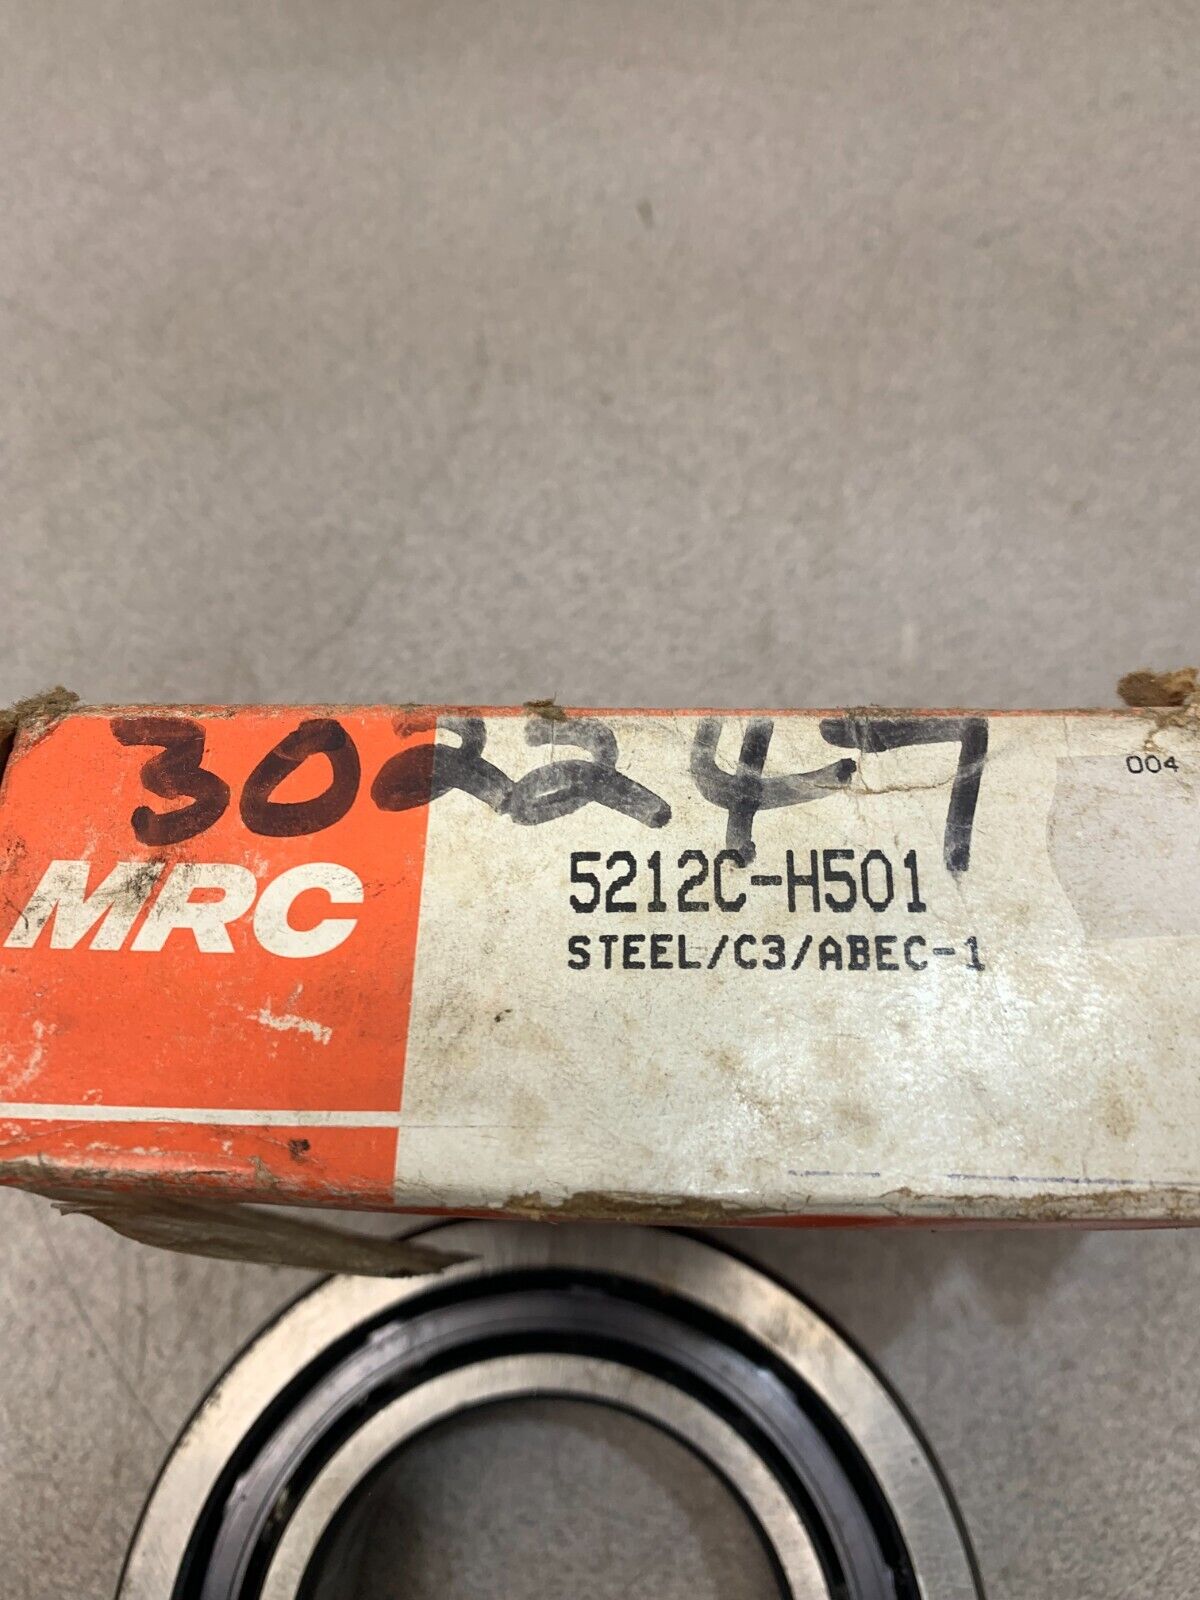 302247
004
MRC
5212C-H501
STEEL/C3/ABEC-1